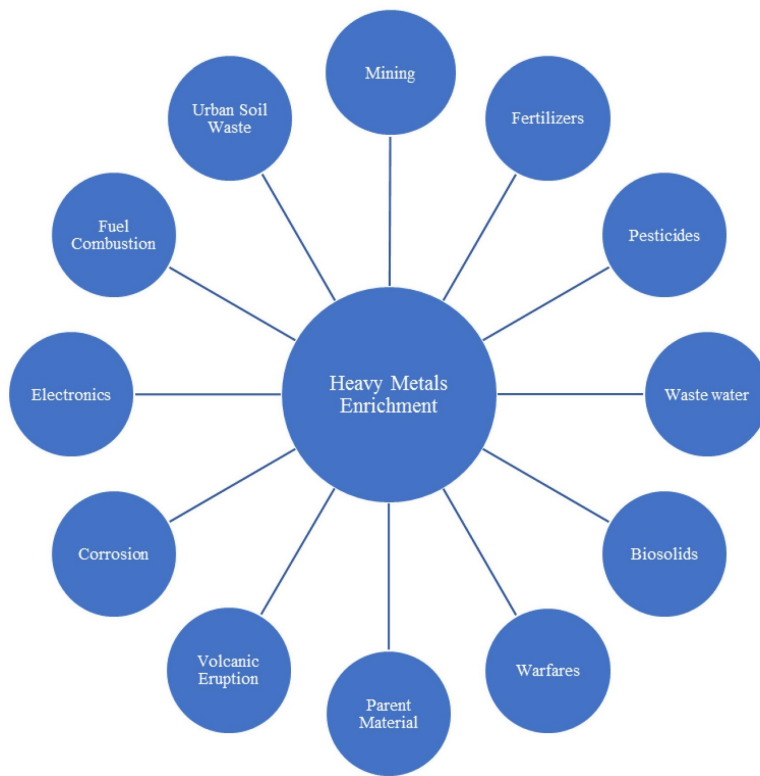 Mining
Fertilizers
Pesticides
Waste water
Biosolids
Warfares
Parent
Material
Volcanic
Eruption
Corrosion
Electronics
Fuel
Combustion
Urban Soil
Waste
Heavy Metals
Enrichment